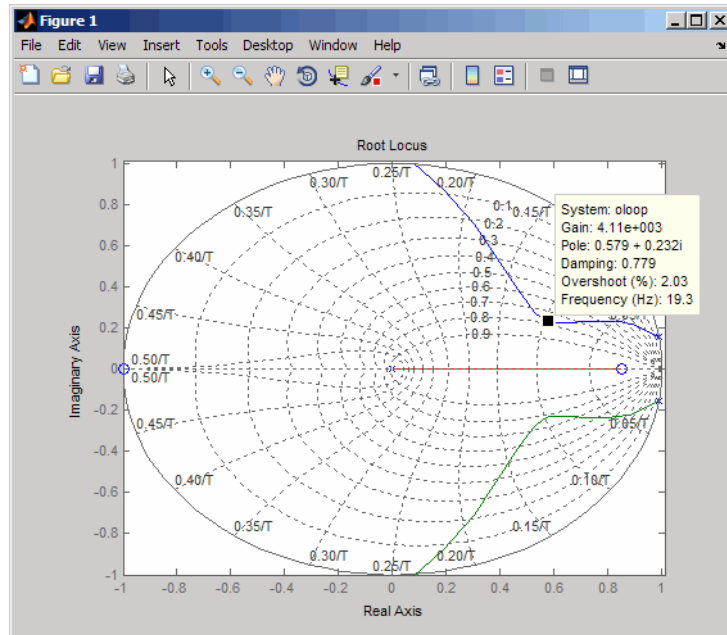 Figure 1
File Edit View Insert Tools Desktop Window Help
Root Locus
1
0.8
0.6
0.4
0.2
0
-0.2
-0.4
-0.6
-0.8
-1
-1 -0.8 -0.6 -0.4 -0.2 0 0.2 0.4 0.6 0.8 1
Imaginary Axis
Real Axis
0.25/T
0.30/T
0.20/T
0.35/T
0.15/T
0.40/T
0.45/T
0.50/T
0.50/T
0.45/T
0.05/T
0.40/T
0.10/T
0.35/T
0.15/T
0.30/T
0.20/T
0.25/T
0.1
0.2
0.3
0.4
0.5
0.6
0.7
0.8
0.9
System: oloop
Gain: 4.11e+003
Pole: 0.579 + 0.232i
Damping: 0.779
Overshoot (%): 2.03
Frequency (Hz): 19.3